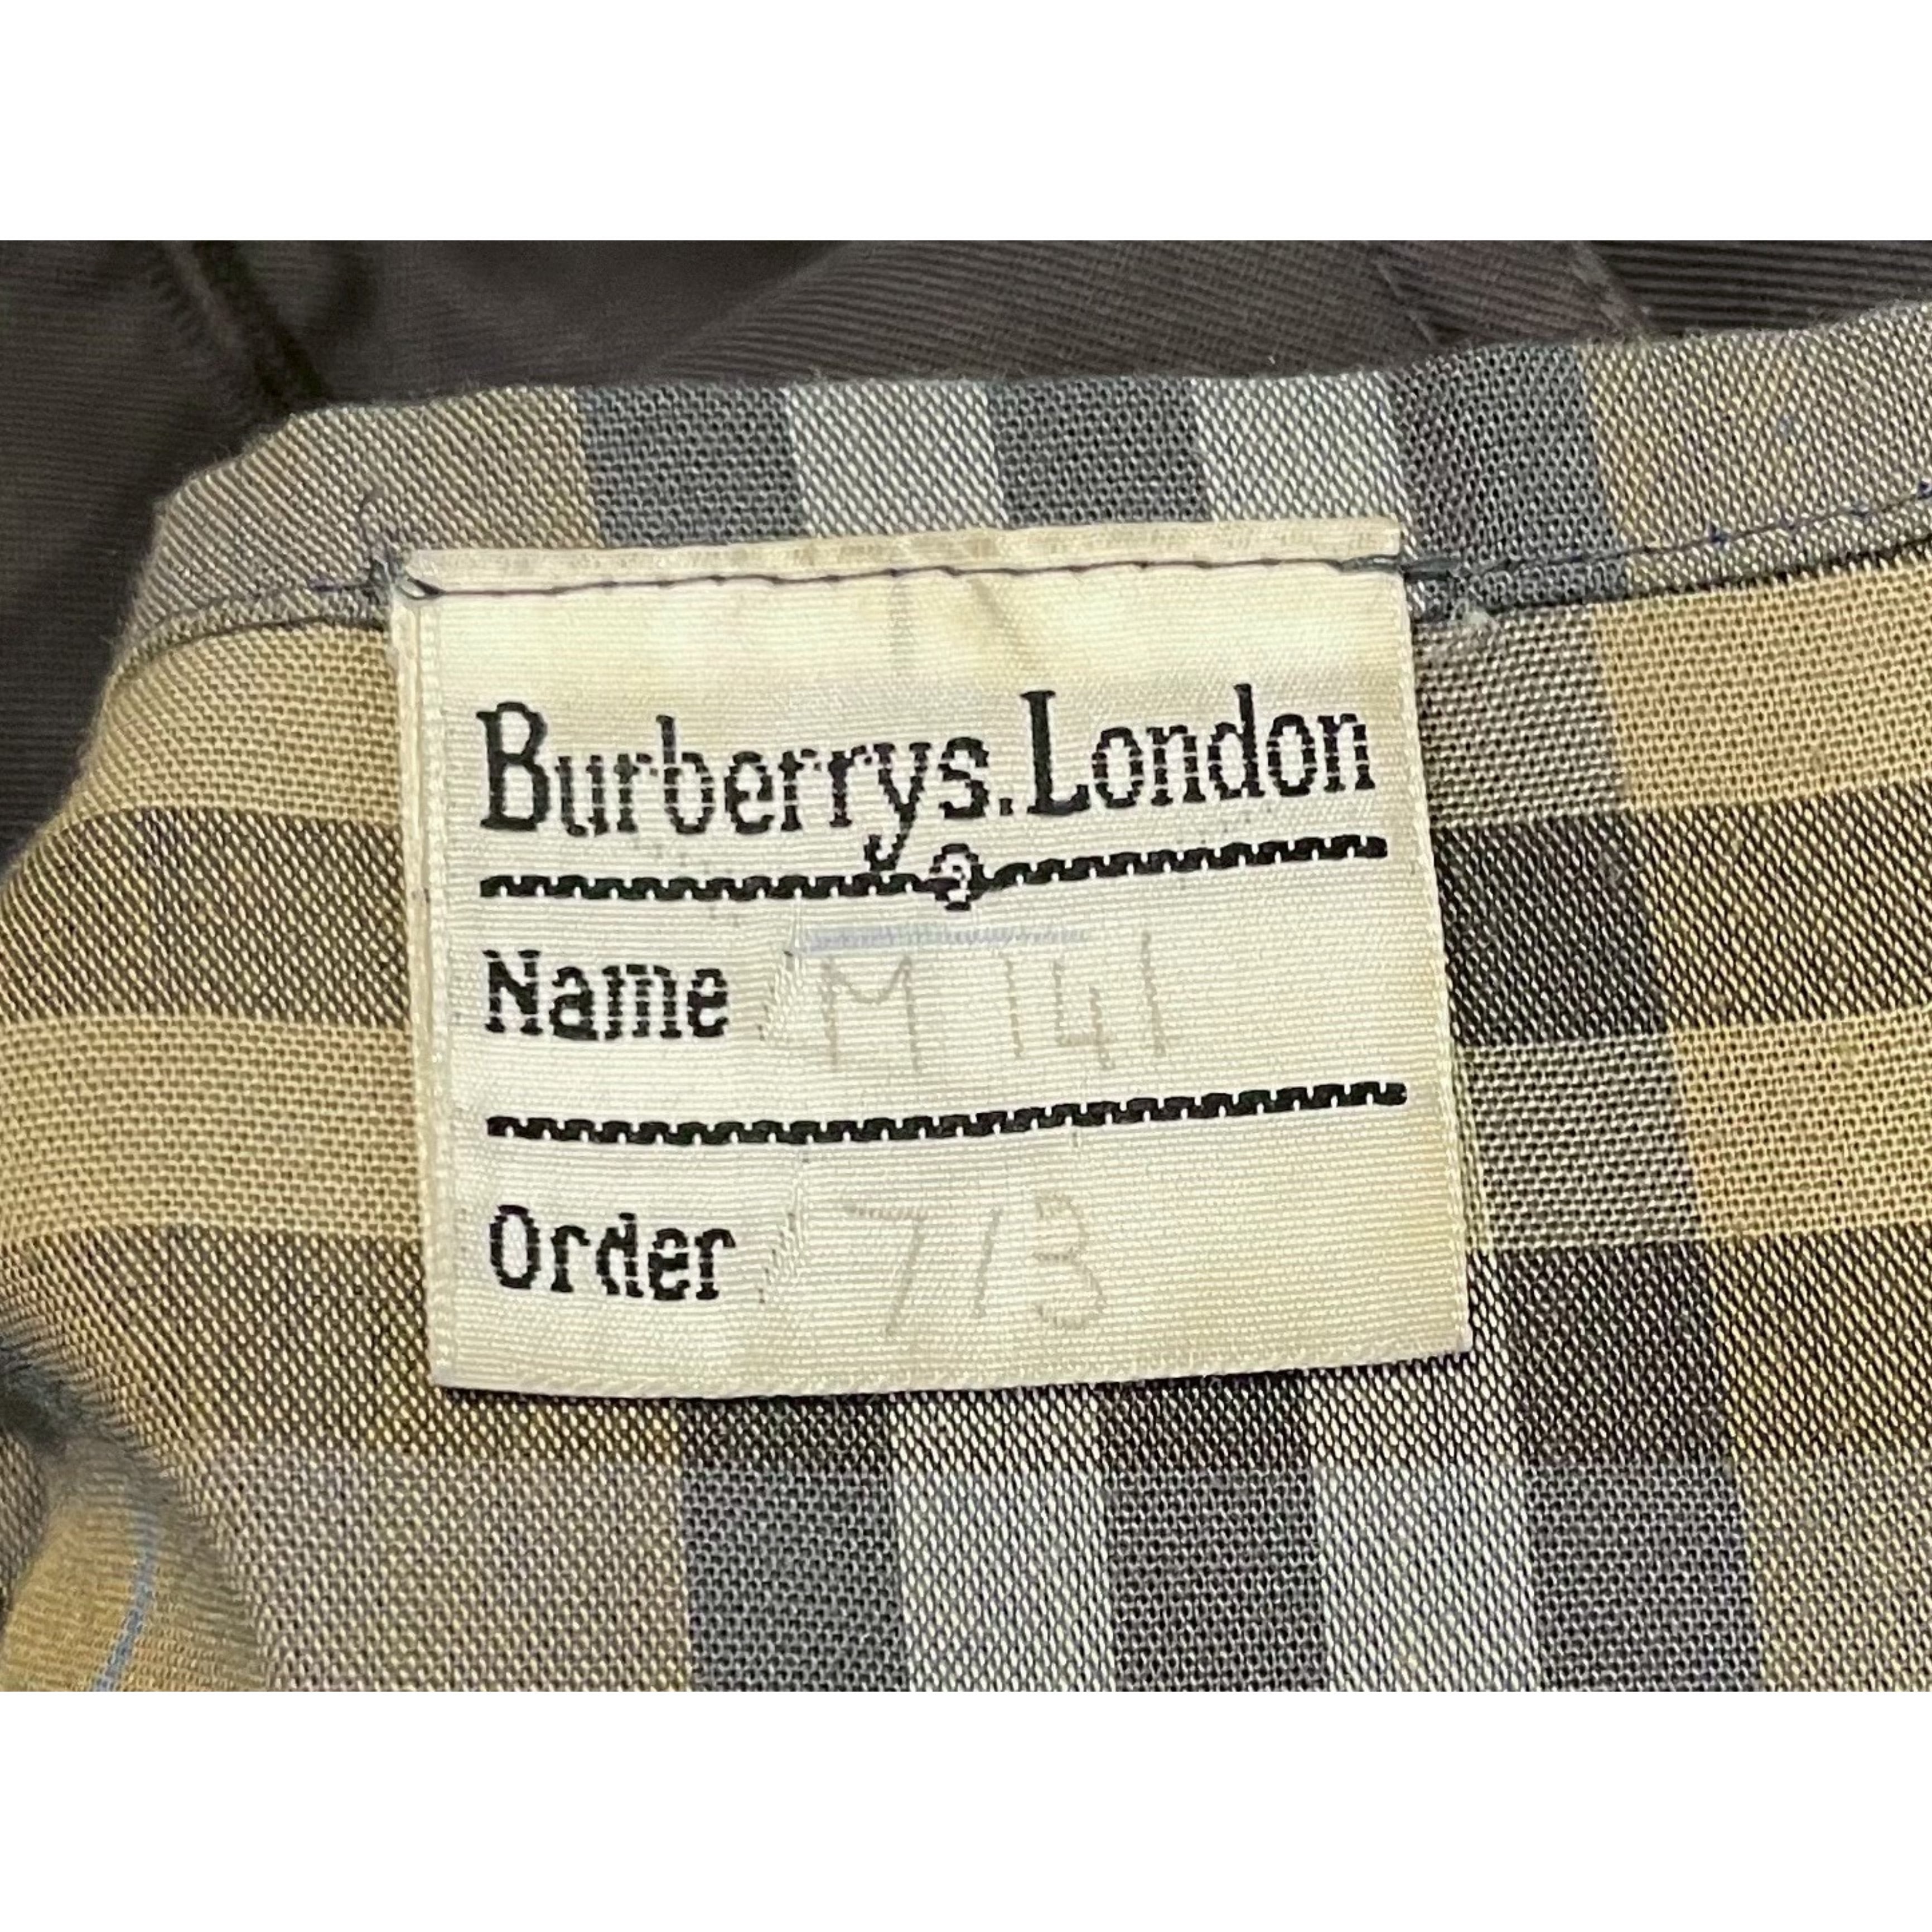 Burberrys. London
Name M 141
Order 713